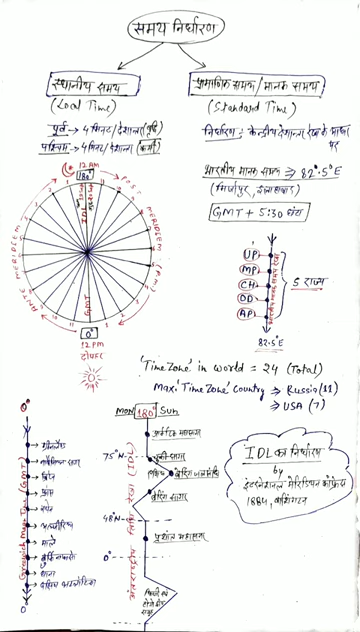 समय निर्धारण
स्थानीय समय
(Local Time)
पूर्व → 4 मिनट/देशान्तर (वृद्धि)
पश्चिम → 4 मिनट/देशान्तर (कमी)
प्रामाणिक समय/मानक समय
(Standard Time)
निर्धारण : केन्द्रीय देशान्तर रेखा के आधार
पर
भारतीय मानक समय ⇒ 82°.5°E
(मिर्जापुर, इलाहाबाद)
GMT + 5:30 घंटा
12 AM
180°
IDL
POST MERIDIEM
ANTE MERIDIEM
GMT
0°
12 PM
दोपहर
UP
MP
CH
OD
AP
5 राज्य
82.5°E
'Time Zone' in world = 24 (Total)
Max. 'Time Zone' Country ⇒ Russia (11)
⇒ USA (7)
0°
Greenwich Mean Time (GMT)
ग्रीनलैण्ड
नार्वेजियन सागर
ब्रिटेन
फ्रांस
स्पेन
अल्जीरिया
माले
बुर्किनाफासो
घाना
0
MON 180° Sun
अंतर्राष्ट्रीय तिथि रेखा (IDL)
आर्कटिक महासागर
75°N
बेरिंग सागर
48°N
प्रशांत महासागर
0°
IDL का निर्धारण
by
इंटरनेशनल मेरिडियन कॉन्फ्रेंस
1884, वाशिंगटन